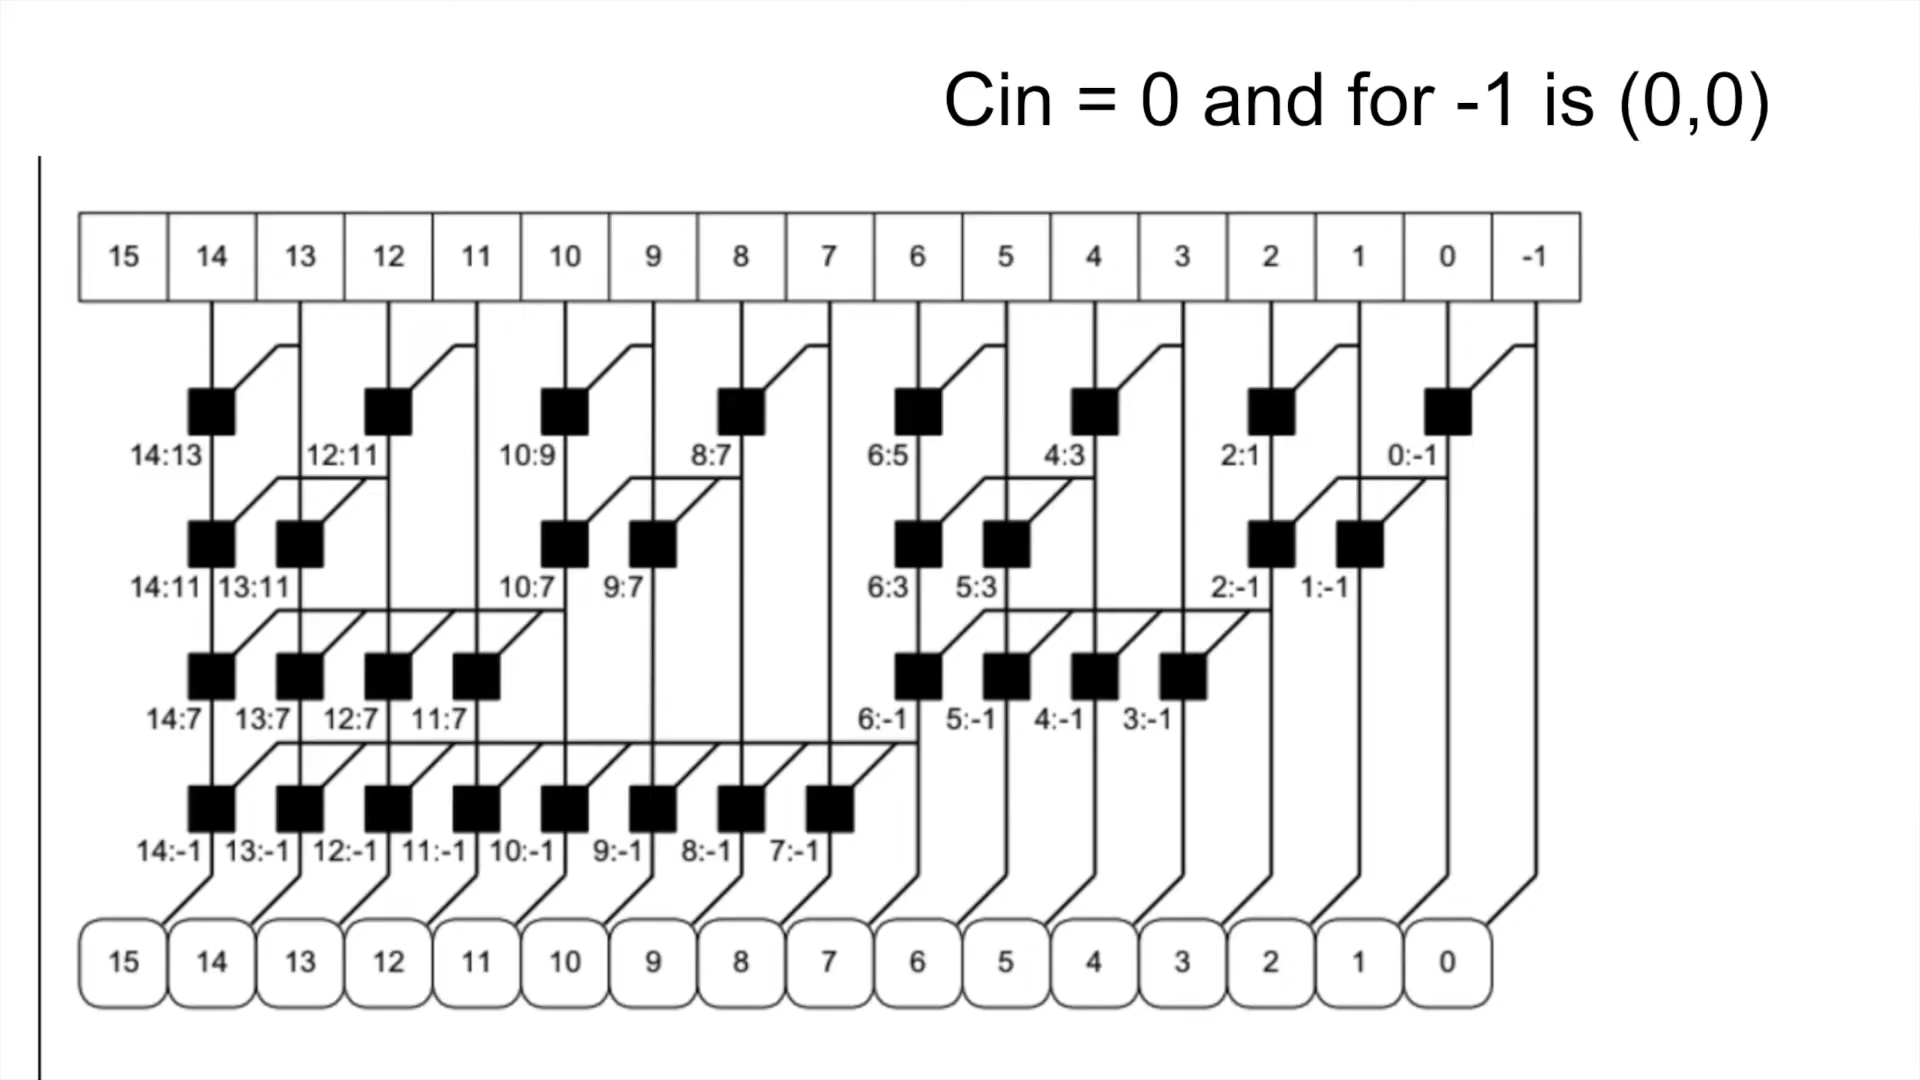 Cin = 0 and for -1 is (0,0)
15 14 13 12 11 10 9 8 7 6 5 4 3 2 1 0 -1
14:13 12:11 10:9 8:7 6:5 4:3 2:1 0:-1
14:11 13:11 10:7 9:7 6:3 5:3 2:-1 1:-1
14:7 13:7 12:7 11:7 6:-1 5:-1 4:-1 3:-1
14:-1 13:-1 12:-1 11:-1 10:-1 9:-1 8:-1 7:-1
15 14 13 12 11 10 9 8 7 6 5 4 3 2 1 0